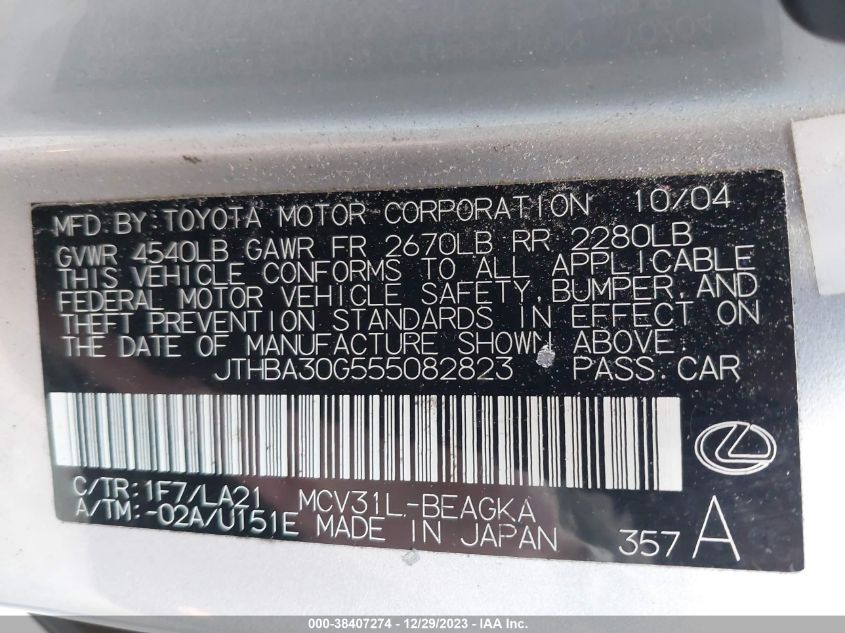 MFD. BY: TOYOTA MOTOR CORPORATION 10/04
GVWR 4540LB GAWR FR 2670LB RR 2280LB
THIS VEHICLE CONFORMS TO ALL APPLICABLE
FEDERAL MOTOR VEHICLE SAFETY, BUMPER, AND
THEFT PREVENTION STANDARDS IN EFFECT ON
THE DATE OF MANUFACTURE SHOWN ABOVE.
JTHBA30G555082823 PASS. CAR
C/TR: 1F7/LA21 MCV31L-BEAGKA
A/TM: -02A/U151E MADE IN JAPAN 357 A
000-38407274 - 12/29/2023 - IAA Inc.